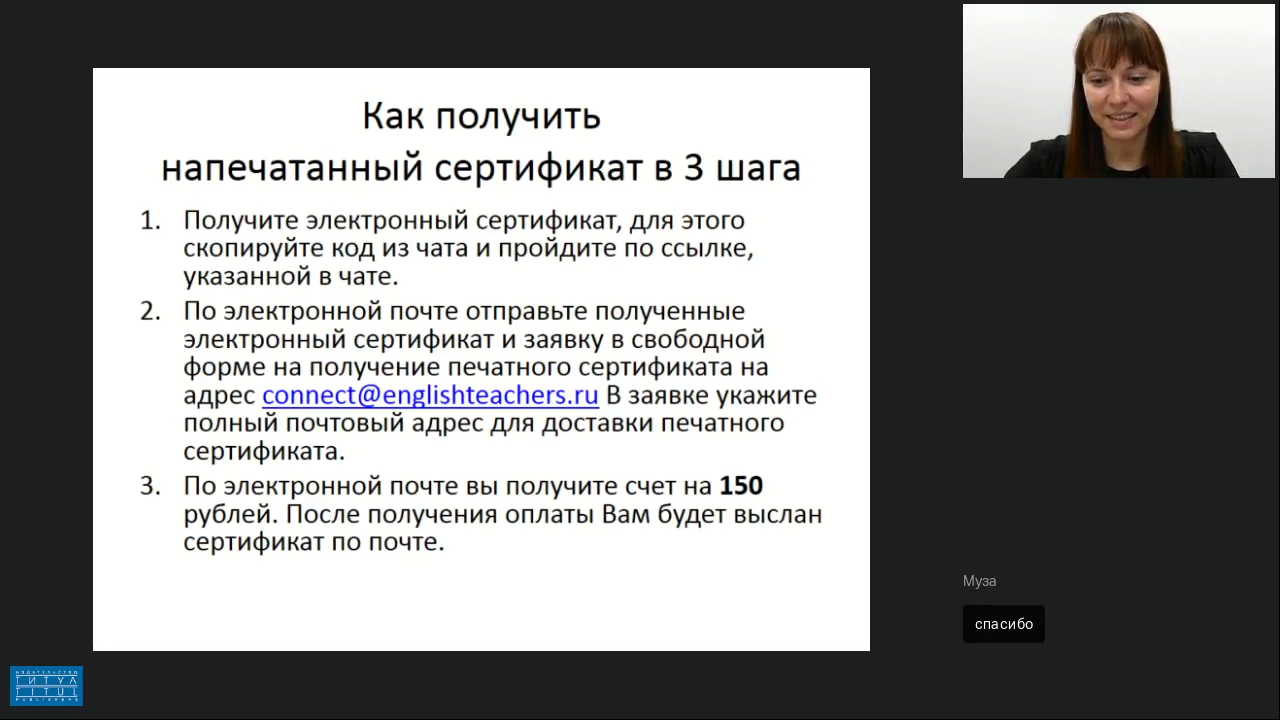 Как получить
напечатанный сертификат в 3 шага
1. Получите электронный сертификат, для этого
скопируйте код из чата и пройдите по ссылке,
указанной в чате.
2. По электронной почте отправьте полученные
электронный сертификат и заявку в свободной
форме на получение печатного сертификата на
адрес connect@englishteachers.ru В заявке укажите
полный почтовый адрес для доставки печатного
сертификата.
3. По электронной почте вы получите счет на 150
рублей. После получения оплаты Вам будет выслан
сертификат по почте.
Муза
спасибо
ИЗДАТЕЛЬСТВО
ТИТУЛ
TITUL
PUBLISHERS